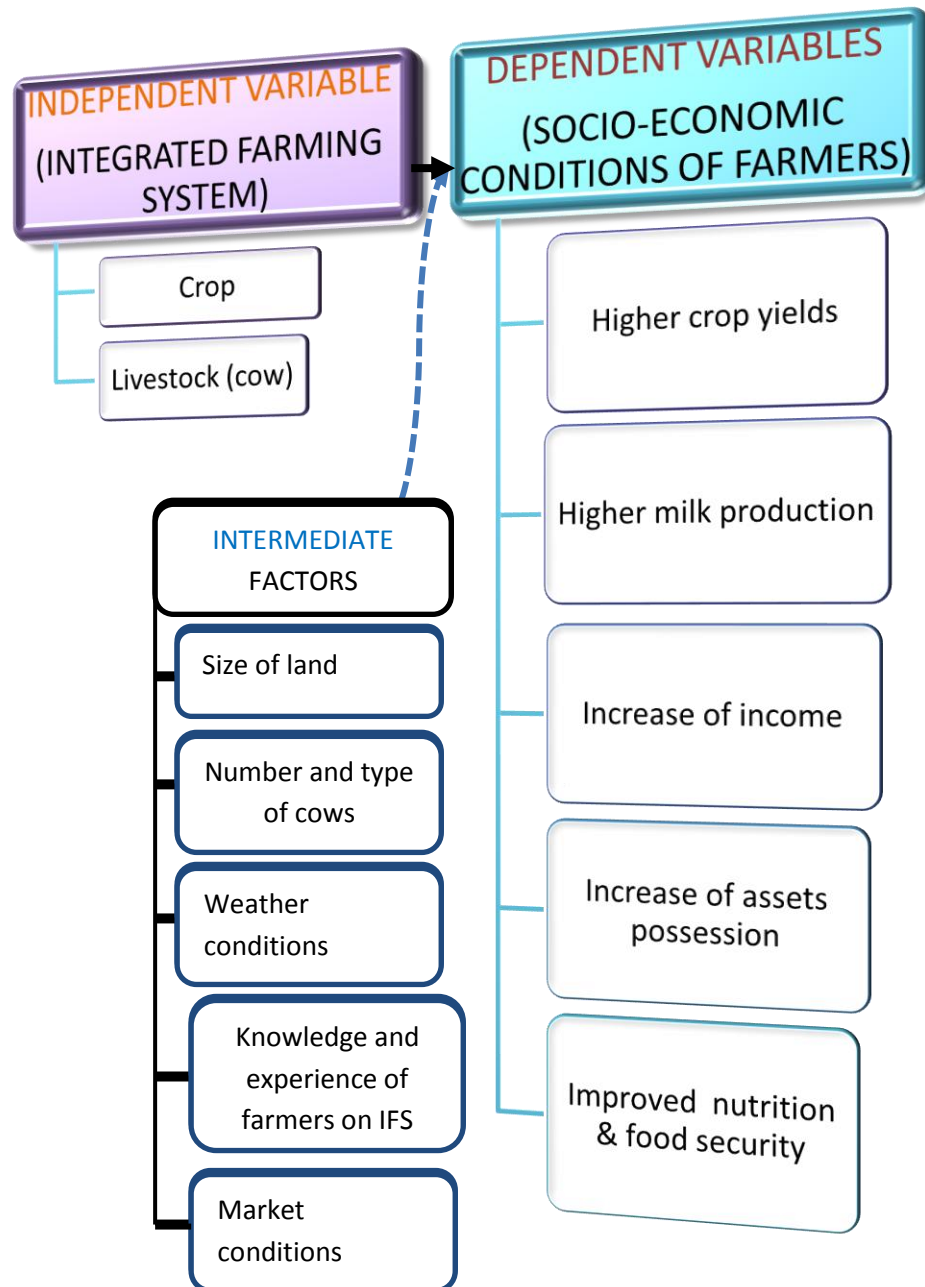 INDEPENDENT VARIABLE
(INTEGRATED FARMING
SYSTEM)
Crop
Livestock (cow)
DEPENDENT VARIABLES
(SOCIO-ECONOMIC
CONDITIONS OF FARMERS)
Higher crop yields
Higher milk production
Increase of income
Increase of assets
possession
Improved nutrition
& food security
INTERMEDIATE
FACTORS
Size of land
Number and type
of cows
Weather
conditions
Knowledge and
experience of
farmers on IFS
Market
conditions